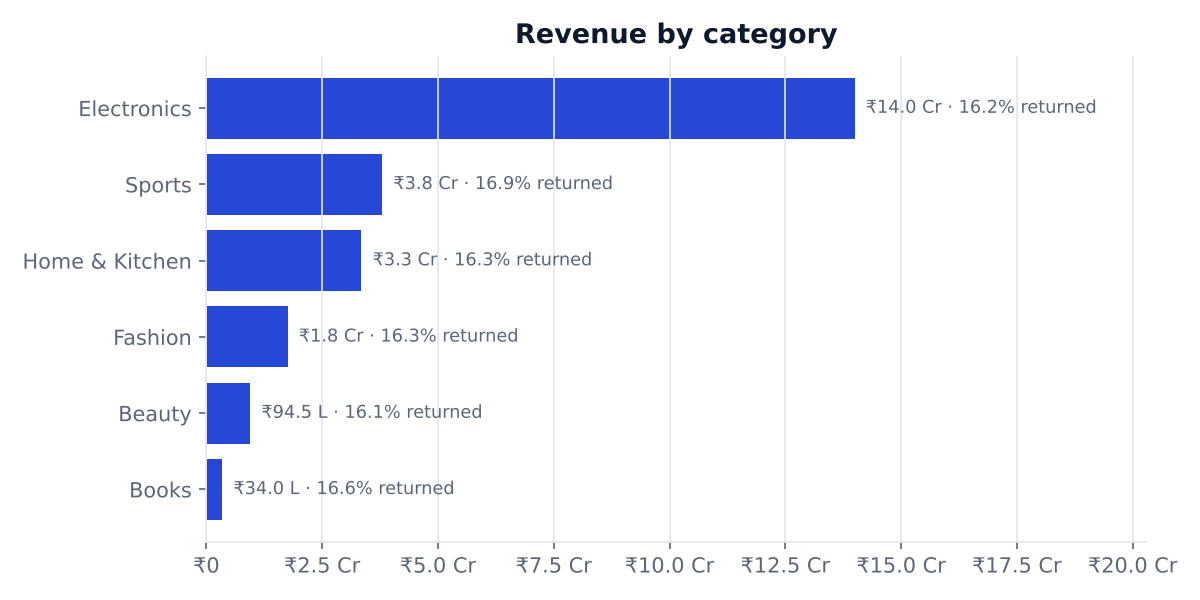 Revenue by category
Electronics ₹14.0 Cr · 16.2% returned
Sports ₹3.8 Cr · 16.9% returned
Home & Kitchen ₹3.3 Cr · 16.3% returned
Fashion ₹1.8 Cr · 16.3% returned
Beauty ₹94.5 L · 16.1% returned
Books ₹34.0 L · 16.6% returned
₹0 ₹2.5 Cr ₹5.0 Cr ₹7.5 Cr ₹10.0 Cr ₹12.5 Cr ₹15.0 Cr ₹17.5 Cr ₹20.0 Cr